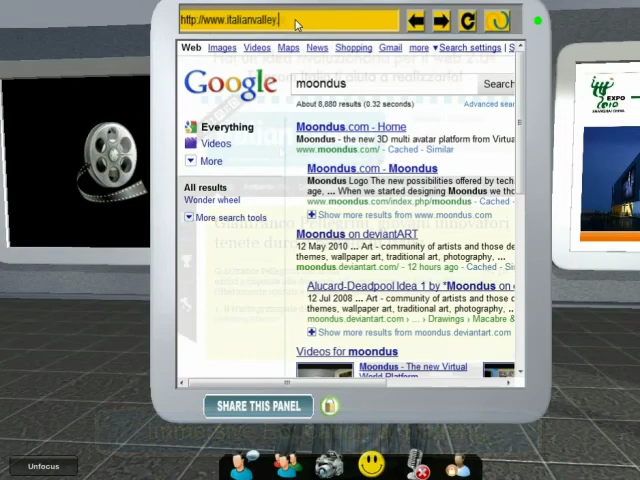 http://www.italianvalley.
Web Images Videos Maps News Shopping Gmail more ▾ Search settings | S
Google
moondus
Search
About 8,880 results (0.32 seconds)
Advanced sear
Everything
Videos
More
All results
Wonder wheel
More search tools
Moondus.com - Home
Moondus - the new 3D multi avatar platform from Virtua
www.moondus.com/ - Cached - Similar
Moondus.com - Moondus
Moondus Logo The new possibilities offered by tech
age, ... When we started designing Moondus we tho
www.moondus.com/index.php/moondus - Cached -
Show more results from www.moondus.com
Moondus on deviantART
12 May 2010 ... Art - community of artists and those de
themes, wallpaper art, traditional art, photography, ...
moondus.deviantart.com/ - 12 hours ago - Cached - Si
Alucard-Deadpool Idea 1 by *Moondus on
12 Jul 2008 ... Art - community of artists and those de
themes, wallpaper art, traditional art, photography, ...
moondus.deviantart.com/ › ... › Drawings › Macabre &
Show more results from moondus.deviantart.com
Videos for moondus
Moondus - The new Virtual
World Platform
SHARE THIS PANEL
Unfocus
EXPO
2010
SHANGHAI CHINA